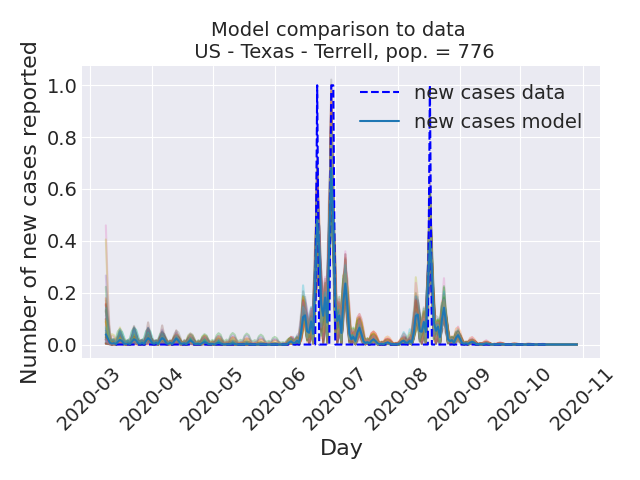 Model comparison to data
US - Texas - Terrell, pop. = 776
Number of new cases reported
1.0
0.8
0.6
0.4
0.2
0.0
new cases data
new cases model
2020-03
2020-04
2020-05
2020-06
2020-07
2020-08
2020-09
2020-10
2020-11
Day